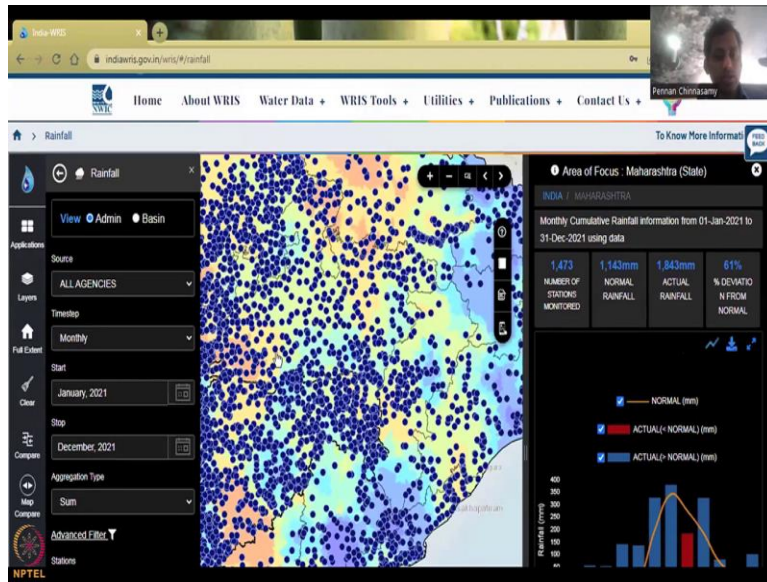 India-WRIS
indiawris.gov.in/wris/#/rainfall
Pennan Chinnasamy
NWIC
Home About WRIS Water Data + WRIS Tools + Utilities + Publications + Contact Us +
> Rainfall
To Know More Informati
FEED BACK
Rainfall
×
View Admin Basin
Source
ALL AGENCIES
Timestep
Monthly
Start
January, 2021
Stop
December, 2021
Aggregation Type
Sum
Advanced Filter
Stations
Applications
Layers
Full Extent
Clear
Compare
Map Compare
NPTEL
Area of Focus : Maharashtra (State)
INDIA / MAHARASHTRA
Monthly Cumulative Rainfall information from 01-Jan-2021 to
31-Dec-2021 using data
1,473
NUMBER OF
STATIONS
MONITORED
1,143mm
NORMAL
RAINFALL
1,843mm
ACTUAL
RAINFALL
61%
% DEVIATIO
N FROM
NORMAL
NORMAL (mm)
ACTUAL(< NORMAL) (mm)
ACTUAL(> NORMAL) (mm)
Rainfall (mm)
400
350
300
250
200
150
100
50